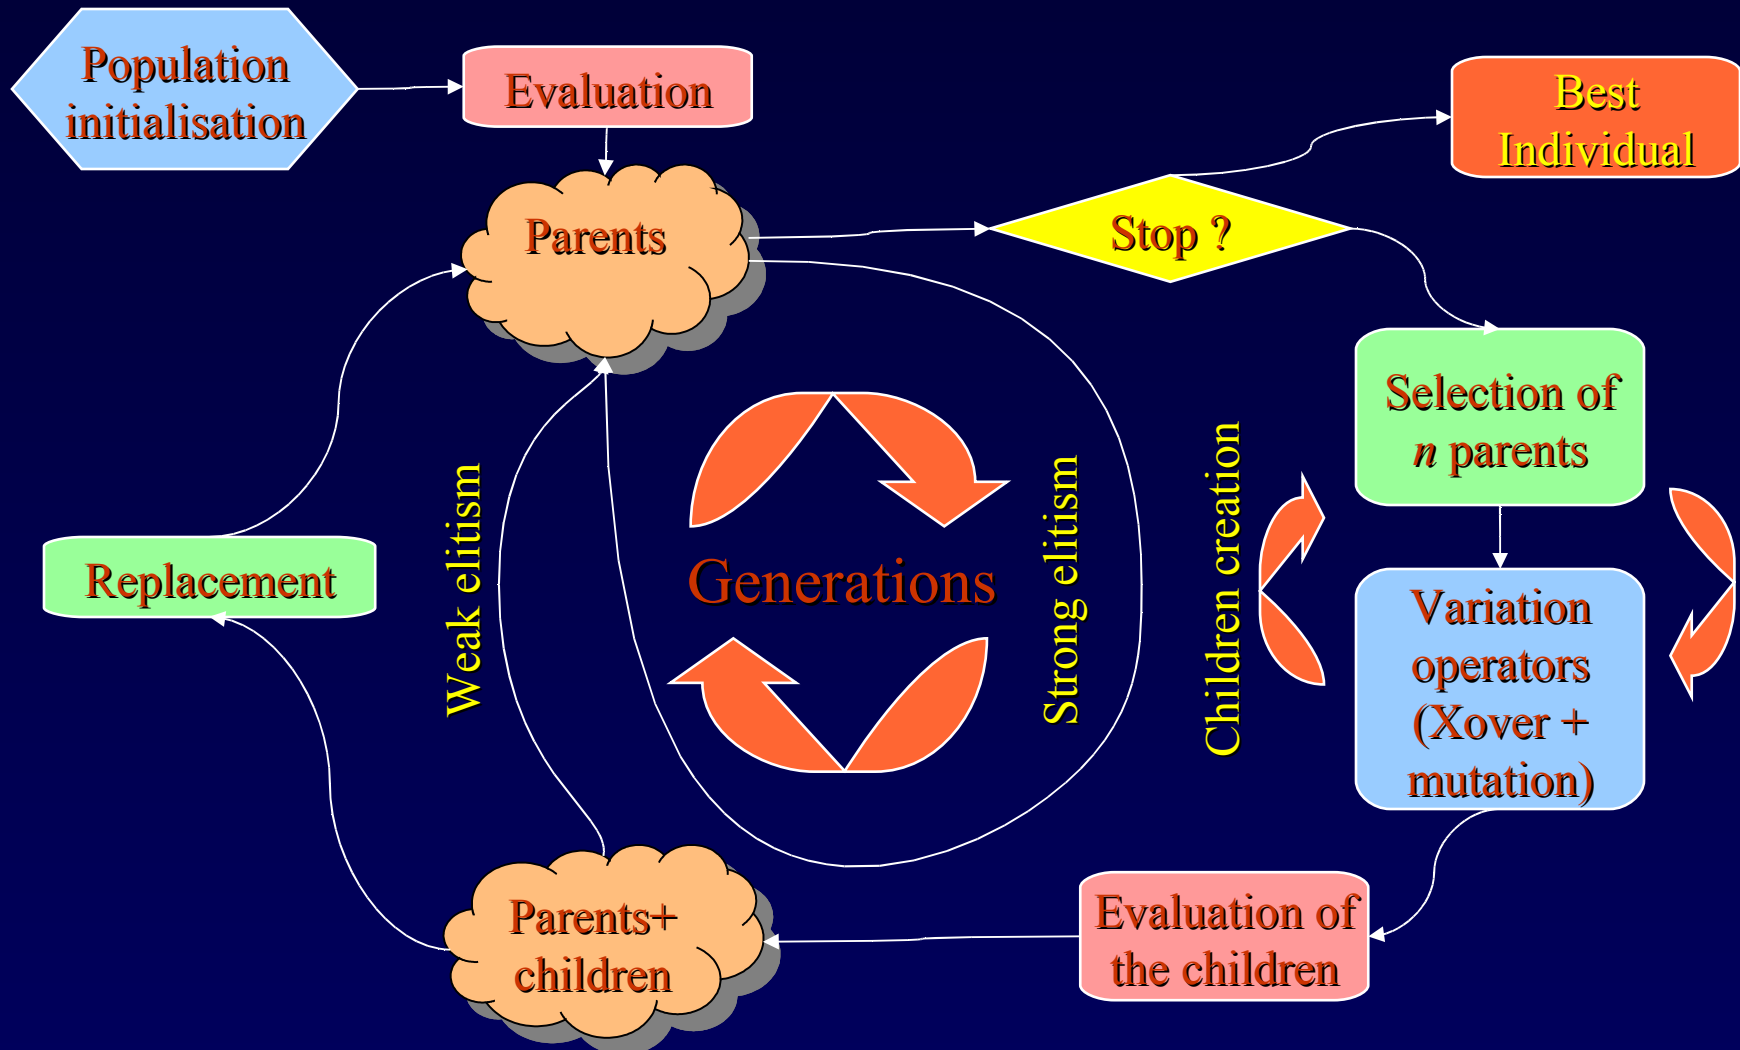 Population
initialisation
Evaluation
Best
Individual
Parents
Stop ?
Selection of
n parents
Weak elitism
Generations
Strong elitism
Children creation
Replacement
Variation
operators
(Xover +
mutation)
Parents+
children
Evaluation of
the children